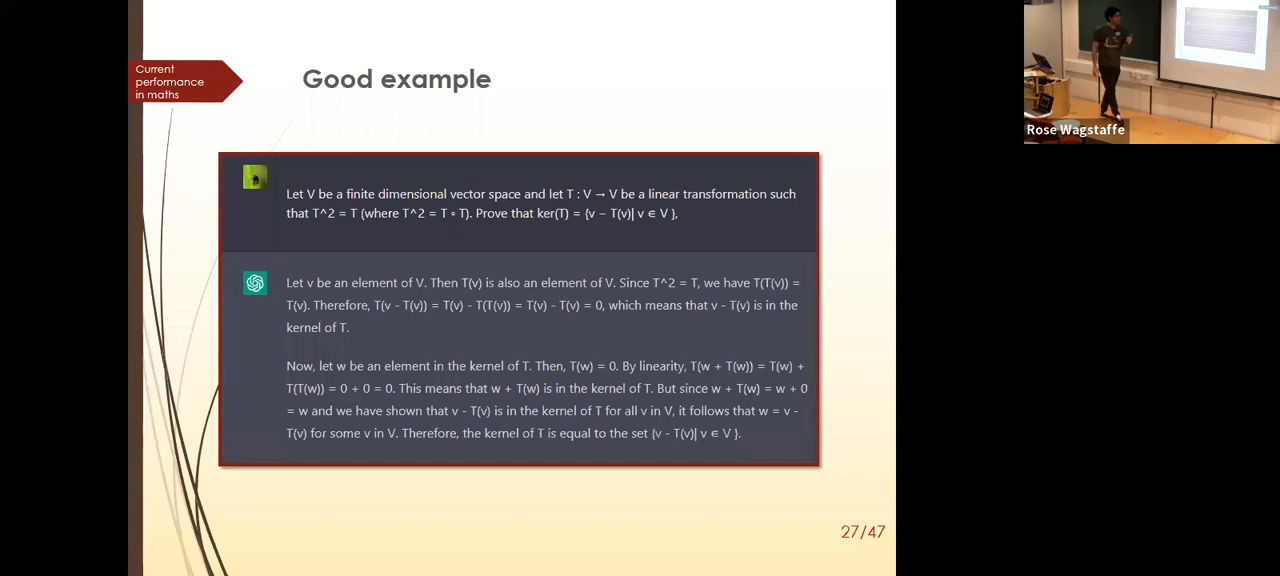 Current
performance
in maths
Good example
Let V be a finite dimensional vector space and let T : V → V be a linear transformation such
that T^2 = T (where T^2 = T ∘ T). Prove that ker(T) = {v − T(v)| v ∈ V },
Let v be an element of V. Then T(v) is also an element of V. Since T^2 = T, we have T(T(v)) =
T(v). Therefore, T(v - T(v)) = T(v) - T(T(v)) = T(v) - T(v) = 0, which means that v - T(v) is in the
kernel of T.
Now, let w be an element in the kernel of T. Then, T(w) = 0. By linearity, T(w + T(w)) = T(w) +
T(T(w)) = 0 + 0 = 0. This means that w + T(w) is in the kernel of T. But since w + T(w) = w + 0
= w and we have shown that v - T(v) is in the kernel of T for all v in V, it follows that w = v -
T(v) for some v in V. Therefore, the kernel of T is equal to the set {v - T(v)| v ∈ V }.
27/47
Rose Wagstaffe